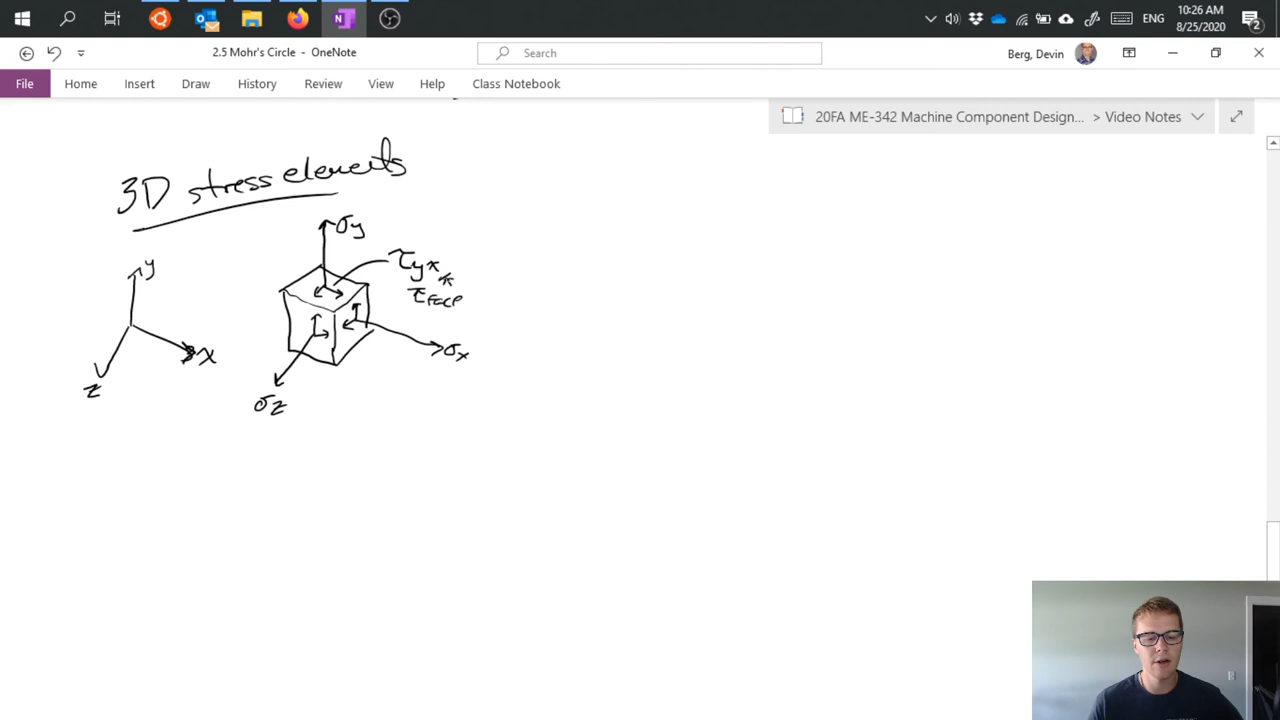 10:26 AM
ENG
8/25/2020
2
2.5 Mohr's Circle - OneNote
Search
Berg, Devin
File Home Insert Draw History Review View Help Class Notebook
20FA ME-342 Machine Component Design... > Video Notes
3D stress elements
σy
y
τyx
τFace
x
σx
z
σz